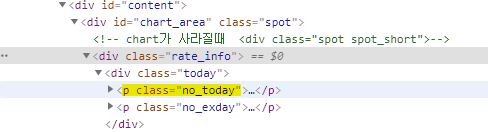 ▼<div id="content">
▼<div id="chart_area" class="spot">
<!-- chart가 사라질때  <div class="spot spot_short">-->
… ▼<div class="rate_info"> == $0
▼<div class="today">
▶<p class="no_today">…</p>
▶<p class="no_exday">…</p>
</div>